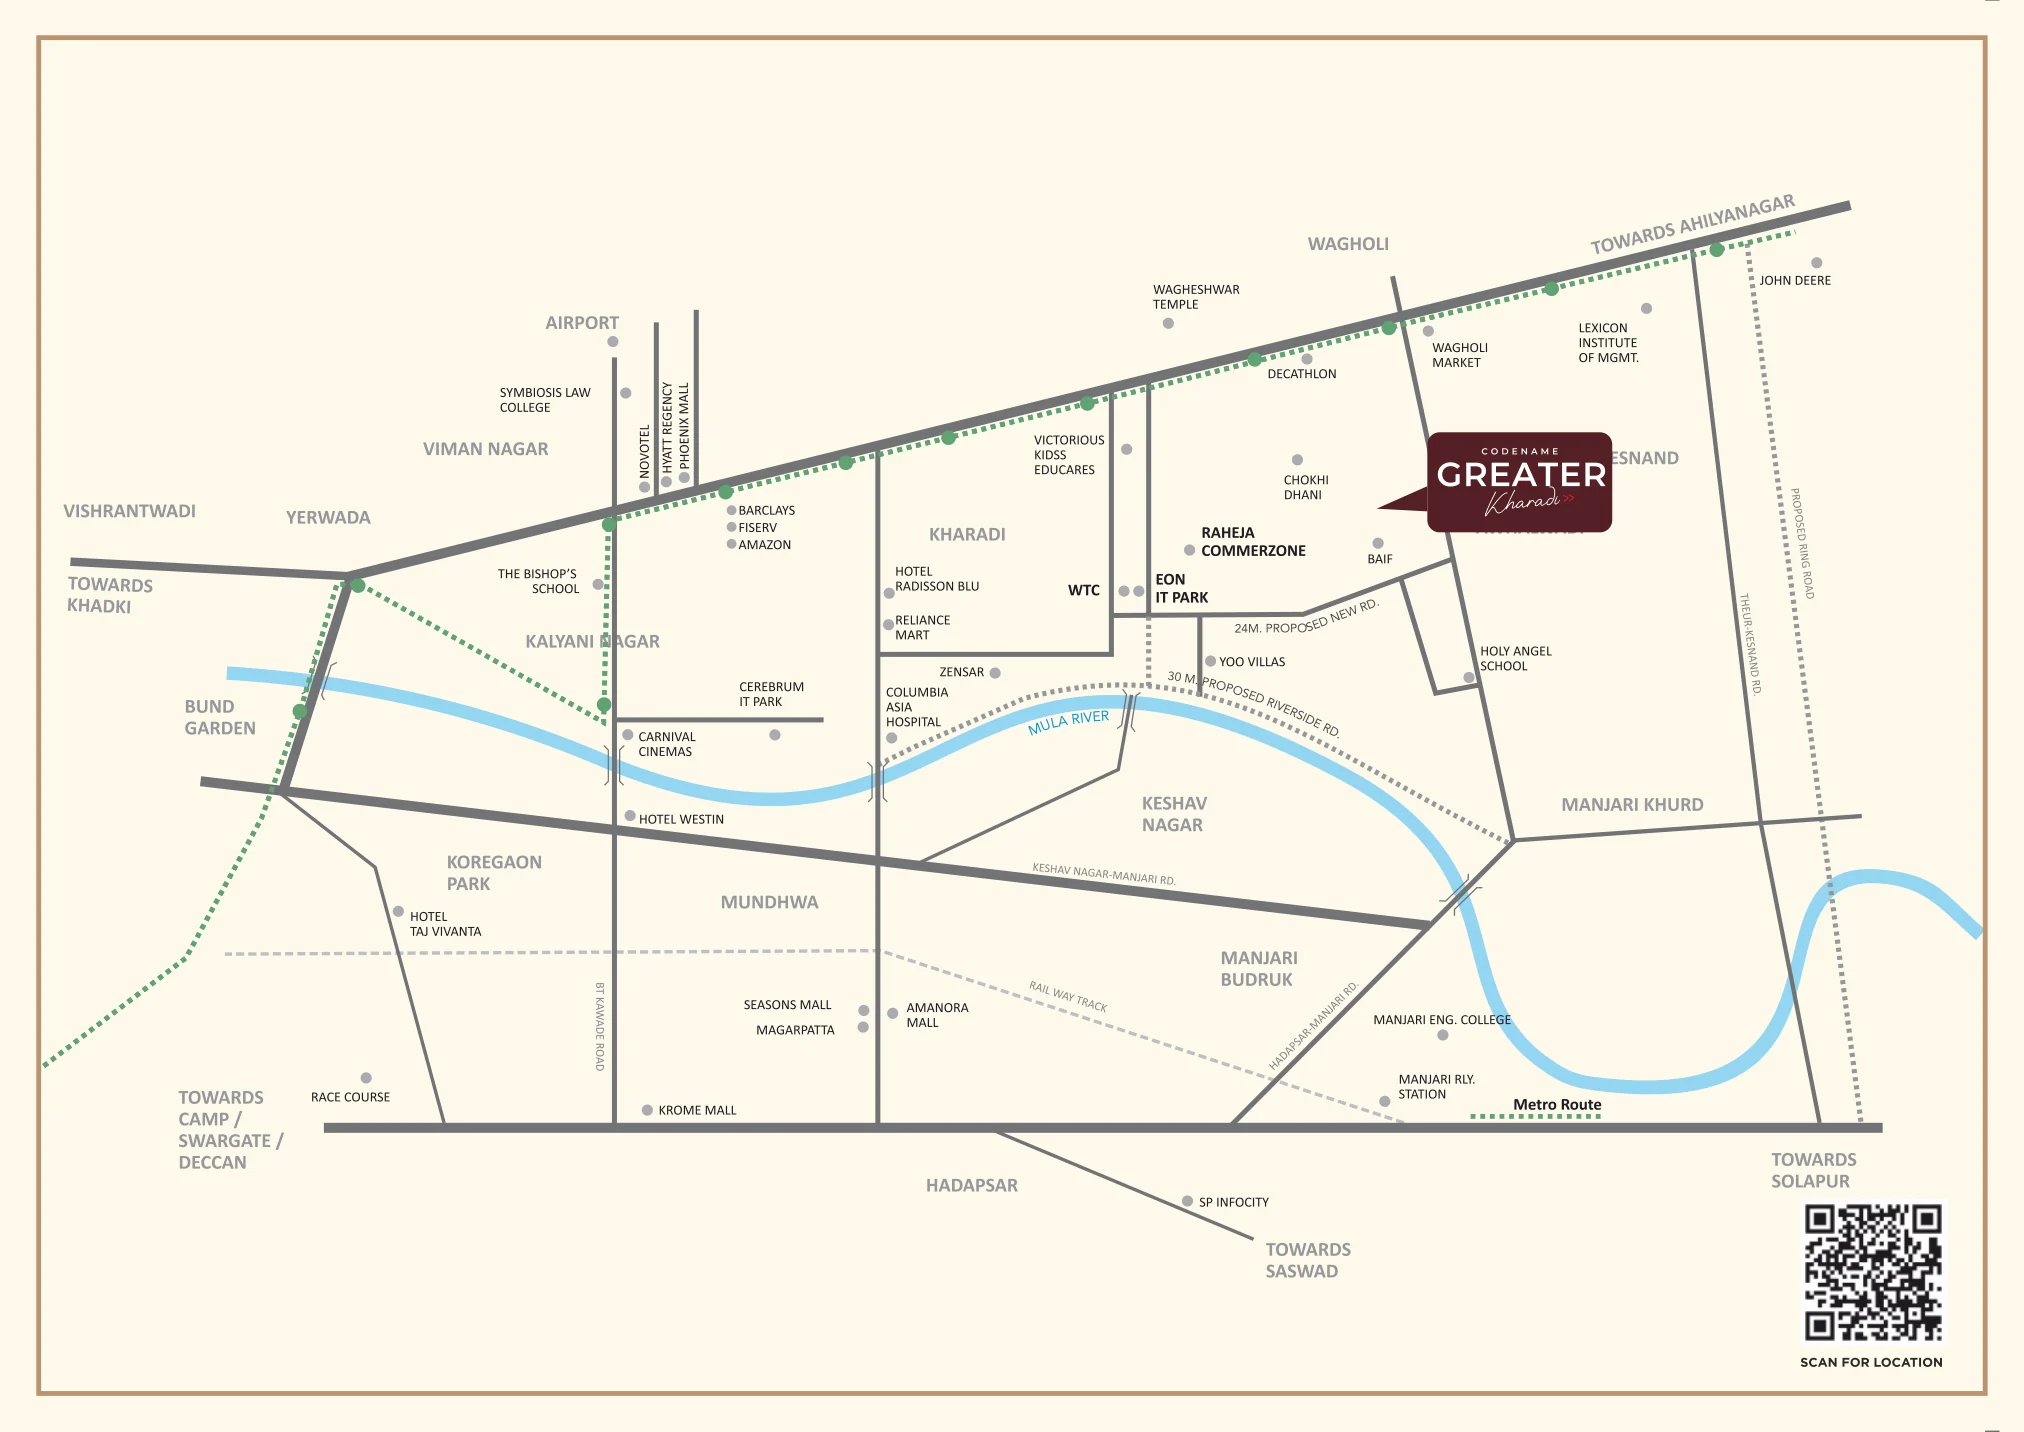 TOWARDS AHILYANAGAR
WAGHOLI
JOHN DEERE
WAGHESHWAR
TEMPLE
AIRPORT
LEXICON
INSTITUTE
OF MGMT.
WAGHOLI
MARKET
DECATHLON
SYMBIOSIS LAW
COLLEGE
NOVOTEL
HYATT REGENCY
PHOENIX MALL
VIMAN NAGAR
VICTORIOUS
KIDSS
EDUCARES
CHOKHI
DHANI
CODENAME
GREATER
Kharadi >>
ESNAND
PROPOSED RING ROAD
VISHRANTWADI
YERWADA
BARCLAYS
FISERV
AMAZON
KHARADI
RAHEJA
COMMERZONE
BAIF
TOWARDS
KHADKI
THE BISHOP'S
SCHOOL
HOTEL
RADISSON BLU
WTC
EON
IT PARK
24M. PROPOSED NEW RD.
RELIANCE
MART
KALYANI NAGAR
THEUR-KESNAND RD.
HOLY ANGEL
SCHOOL
YOO VILLAS
ZENSAR
30 M. PROPOSED RIVERSIDE RD.
CEREBRUM
IT PARK
COLUMBIA
ASIA
HOSPITAL
MULA RIVER
BUND
GARDEN
CARNIVAL
CINEMAS
KESHAV
NAGAR
MANJARI KHURD
HOTEL WESTIN
KOREGAON
PARK
KESHAV NAGAR-MANJARI RD.
MUNDHWA
HOTEL
TAJ VIVANTA
MANJARI
BUDRUK
BT KAWADE ROAD
RAIL WAY TRACK
HADAPSAR-MANJARI RD.
SEASONS MALL
MAGARPATTA
AMANORA
MALL
MANJARI ENG. COLLEGE
MANJARI RLY.
STATION
Metro Route
RACE COURSE
TOWARDS
CAMP /
SWARGATE /
DECCAN
KROME MALL
HADAPSAR
SP INFOCITY
TOWARDS
SASWAD
TOWARDS
SOLAPUR
SCAN FOR LOCATION